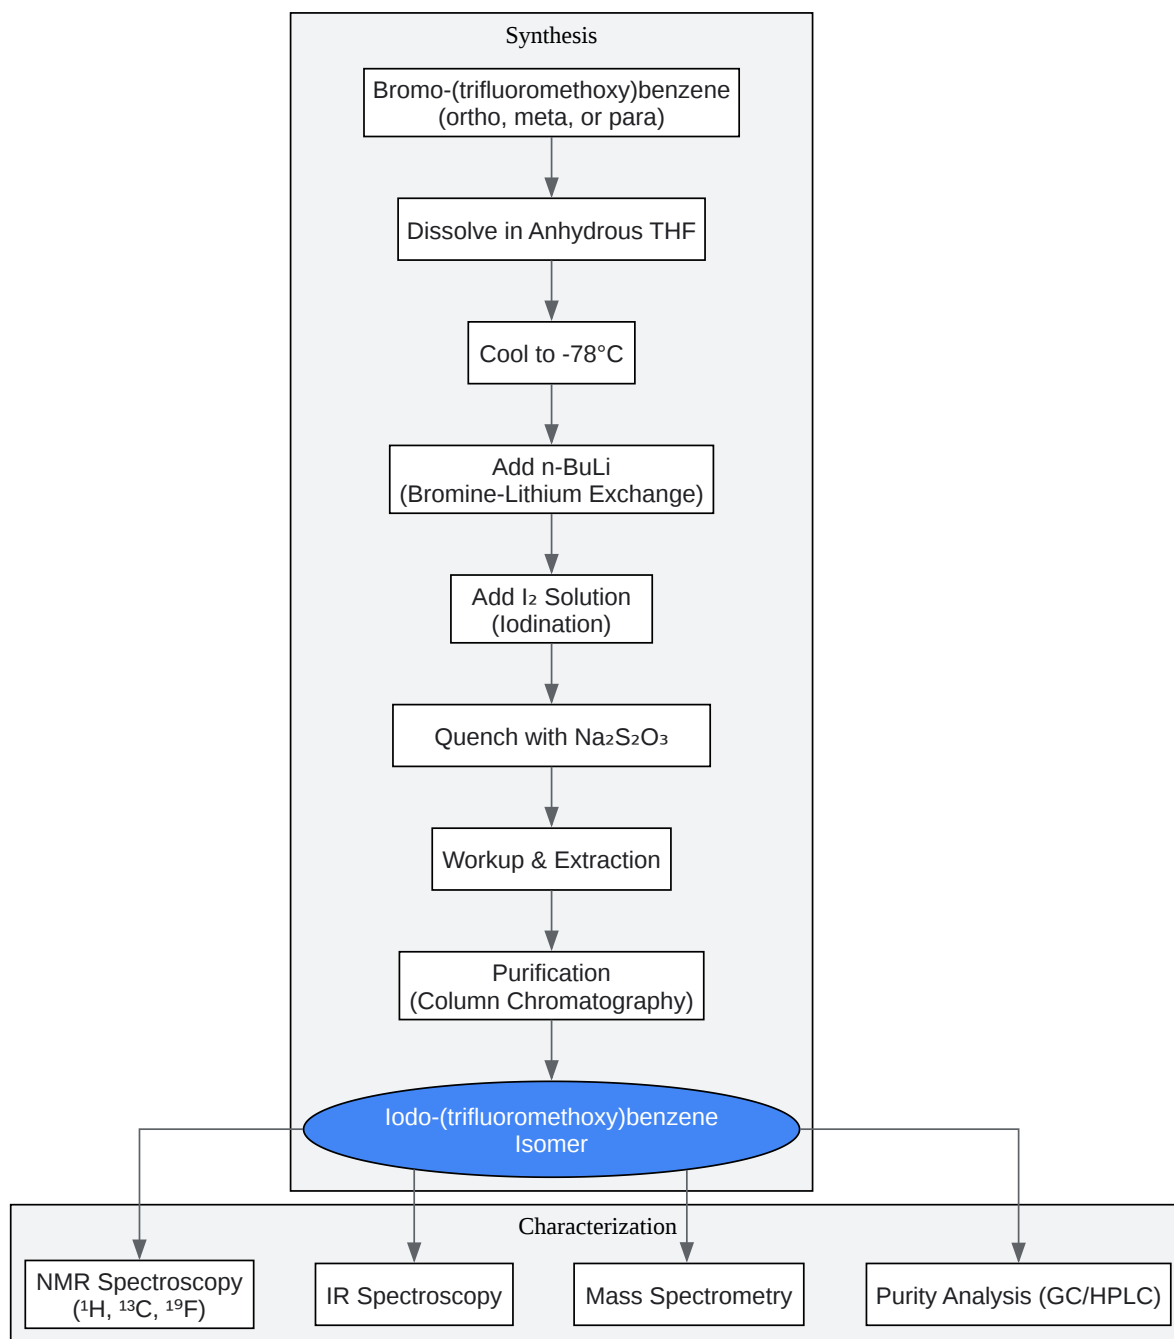 Synthesis
Bromo-(trifluoromethoxy)benzene
(ortho, meta, or para)
Dissolve in Anhydrous THF
Cool to -78°C
Add n-BuLi
(Bromine-Lithium Exchange)
Add I₂ Solution
(Iodination)
Quench with Na₂S₂O₃
Workup & Extraction
Purification
(Column Chromatography)
Iodo-(trifluoromethoxy)benzene
Isomer
Characterization
NMR Spectroscopy
(¹H, ¹³C, ¹⁹F)
IR Spectroscopy
Mass Spectrometry
Purity Analysis (GC/HPLC)